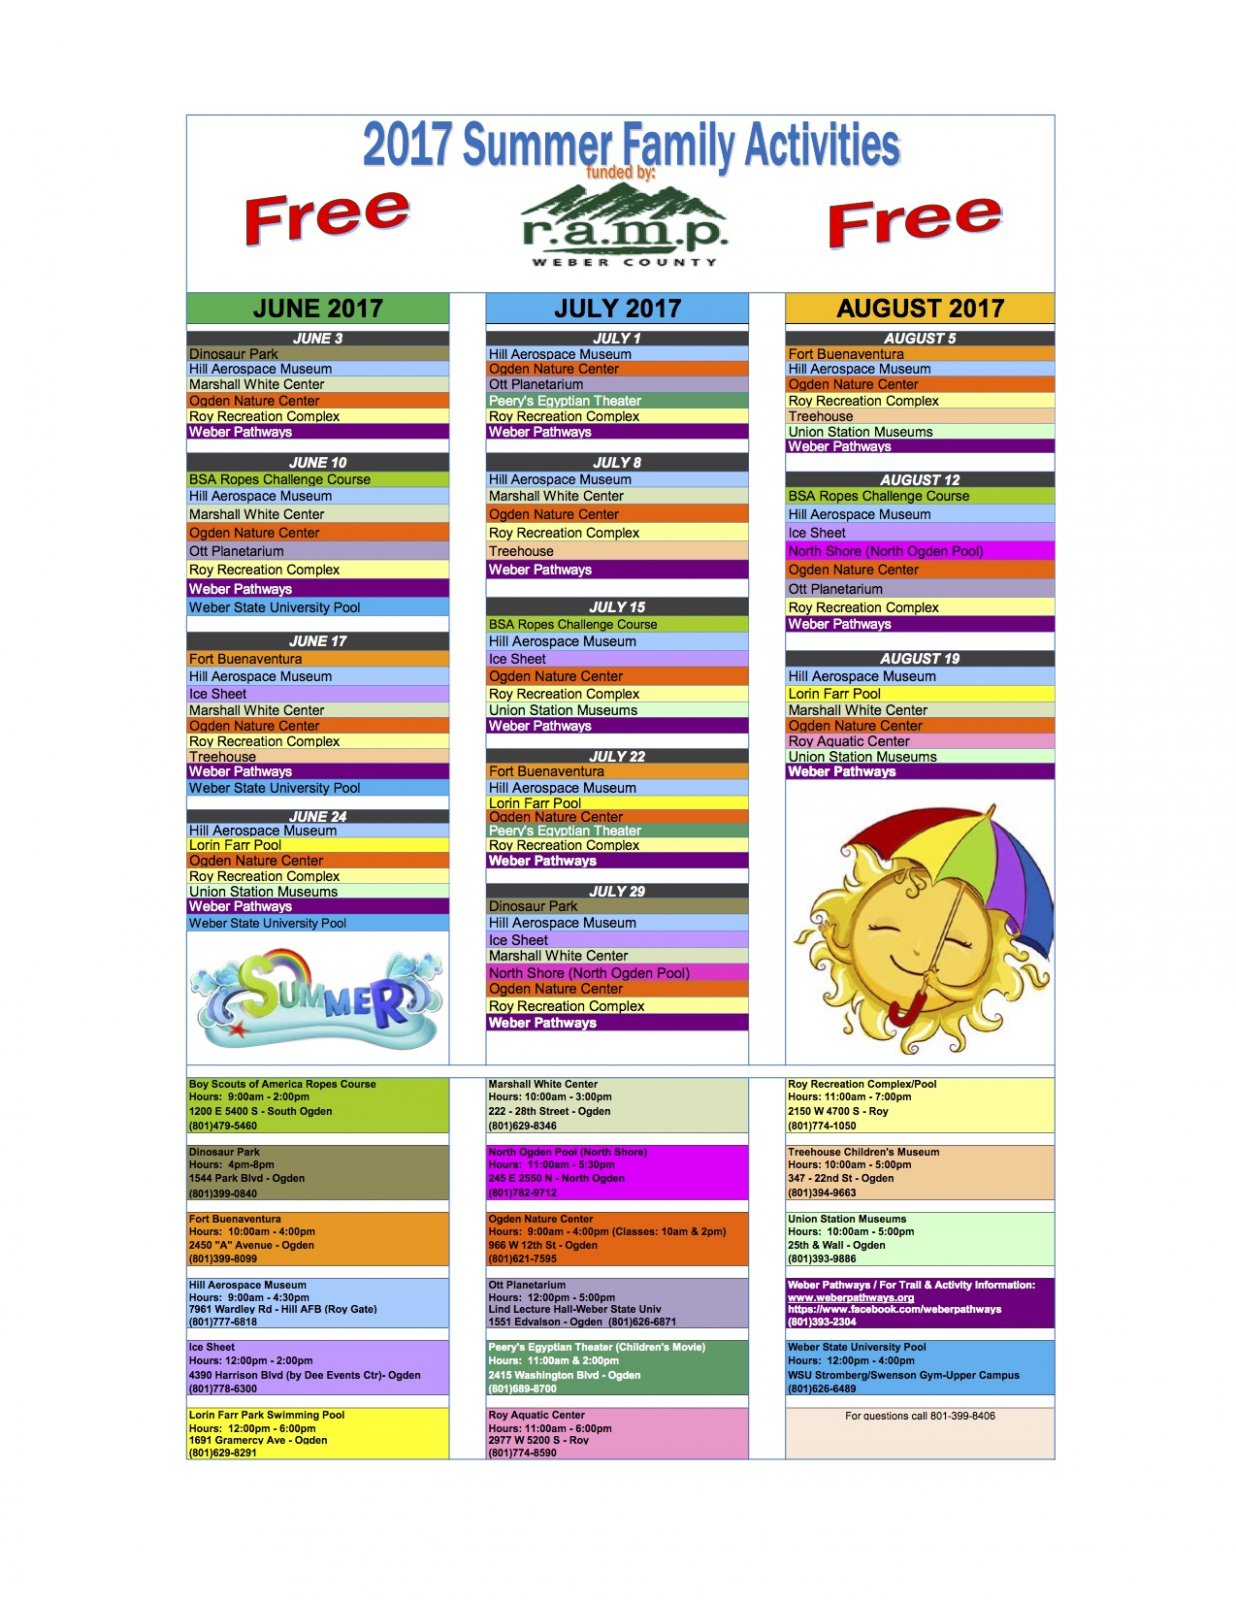 2017 Summer Family Activities
funded by:
Free
r.a.m.p.
WEBER COUNTY
Free
JUNE 2017
JUNE 3
Dinosaur Park
Hill Aerospace Museum
Marshall White Center
Ogden Nature Center
Roy Recreation Complex
Weber Pathways
JUNE 10
BSA Ropes Challenge Course
Hill Aerospace Museum
Marshall White Center
Ogden Nature Center
Ott Planetarium
Roy Recreation Complex
Weber Pathways
Weber State University Pool
JUNE 17
Fort Buenaventura
Hill Aerospace Museum
Ice Sheet
Marshall White Center
Ogden Nature Center
Roy Recreation Complex
Treehouse
Weber Pathways
Weber State University Pool
JUNE 24
Hill Aerospace Museum
Lorin Farr Pool
Ogden Nature Center
Roy Recreation Complex
Union Station Museums
Weber Pathways
Weber State University Pool
SUMMER
JULY 2017
JULY 1
Hill Aerospace Museum
Ogden Nature Center
Ott Planetarium
Peery's Egyptian Theater
Roy Recreation Complex
Weber Pathways
JULY 8
Hill Aerospace Museum
Marshall White Center
Ogden Nature Center
Roy Recreation Complex
Treehouse
Weber Pathways
JULY 15
BSA Ropes Challenge Course
Hill Aerospace Museum
Ice Sheet
Ogden Nature Center
Roy Recreation Complex
Union Station Museums
Weber Pathways
JULY 22
Fort Buenaventura
Hill Aerospace Museum
Lorin Farr Pool
Ogden Nature Center
Peery's Egyptian Theater
Roy Recreation Complex
Weber Pathways
JULY 29
Dinosaur Park
Hill Aerospace Museum
Ice Sheet
Marshall White Center
North Shore (North Ogden Pool)
Ogden Nature Center
Roy Recreation Complex
Weber Pathways
AUGUST 2017
AUGUST 5
Fort Buenaventura
Hill Aerospace Museum
Ogden Nature Center
Roy Recreation Complex
Treehouse
Union Station Museums
Weber Pathways
AUGUST 12
BSA Ropes Challenge Course
Hill Aerospace Museum
Ice Sheet
North Shore (North Ogden Pool)
Ogden Nature Center
Ott Planetarium
Roy Recreation Complex
Weber Pathways
AUGUST 19
Hill Aerospace Museum
Lorin Farr Pool
Marshall White Center
Ogden Nature Center
Roy Aquatic Center
Union Station Museums
Weber Pathways
Boy Scouts of America Ropes Course
Hours: 9:00am - 2:00pm
1200 E 5400 S - South Ogden
(801)479-5460
Dinosaur Park
Hours: 4pm-8pm
1544 Park Blvd - Ogden
(801)399-0840
Fort Buenaventura
Hours: 10:00am - 4:00pm
2450 "A" Avenue - Ogden
(801)399-8099
Hill Aerospace Museum
Hours: 9:00am - 4:30pm
7961 Wardley Rd - Hill AFB (Roy Gate)
(801)777-6818
Ice Sheet
Hours: 12:00pm - 2:00pm
4390 Harrison Blvd (by Dee Events Ctr)- Ogden
(801)778-6300
Lorin Farr Park Swimming Pool
Hours: 12:00pm - 6:00pm
1691 Gramercy Ave - Ogden
(801)629-8291
Marshall White Center
Hours: 10:00am - 3:00pm
222 - 28th Street - Ogden
(801)629-8346
North Ogden Pool (North Shore)
Hours: 11:00am - 5:30pm
245 E 2550 N - North Ogden
(801)782-9712
Ogden Nature Center
Hours: 9:00am - 4:00pm (Classes: 10am & 2pm)
966 W 12th St - Ogden
(801)621-7595
Ott Planetarium
Hours: 12:00pm - 5:00pm
Lind Lecture Hall-Weber State Univ
1551 Edvalson - Ogden (801)626-6871
Peery's Egyptian Theater (Children's Movie)
Hours: 11:00am & 2:00pm
2415 Washington Blvd - Ogden
(801)689-8700
Roy Aquatic Center
Hours: 11:00am - 6:00pm
2977 W 5200 S - Roy
(801)774-8590
Roy Recreation Complex/Pool
Hours: 11:00am - 7:00pm
2150 W 4700 S - Roy
(801)774-1050
Treehouse Children's Museum
Hours: 10:00am - 5:00pm
347 - 22nd St - Ogden
(801)394-9663
Union Station Museums
Hours: 10:00am - 5:00pm
25th & Wall - Ogden
(801)393-9886
Weber Pathways / For Trail & Activity Information:
www.weberpathways.org
https://www.facebook.com/weberpathways
(801)393-2304
Weber State University Pool
Hours: 12:00pm - 4:00pm
WSU Stromberg/Swenson Gym-Upper Campus
(801)626-6489
For questions call 801-399-8406